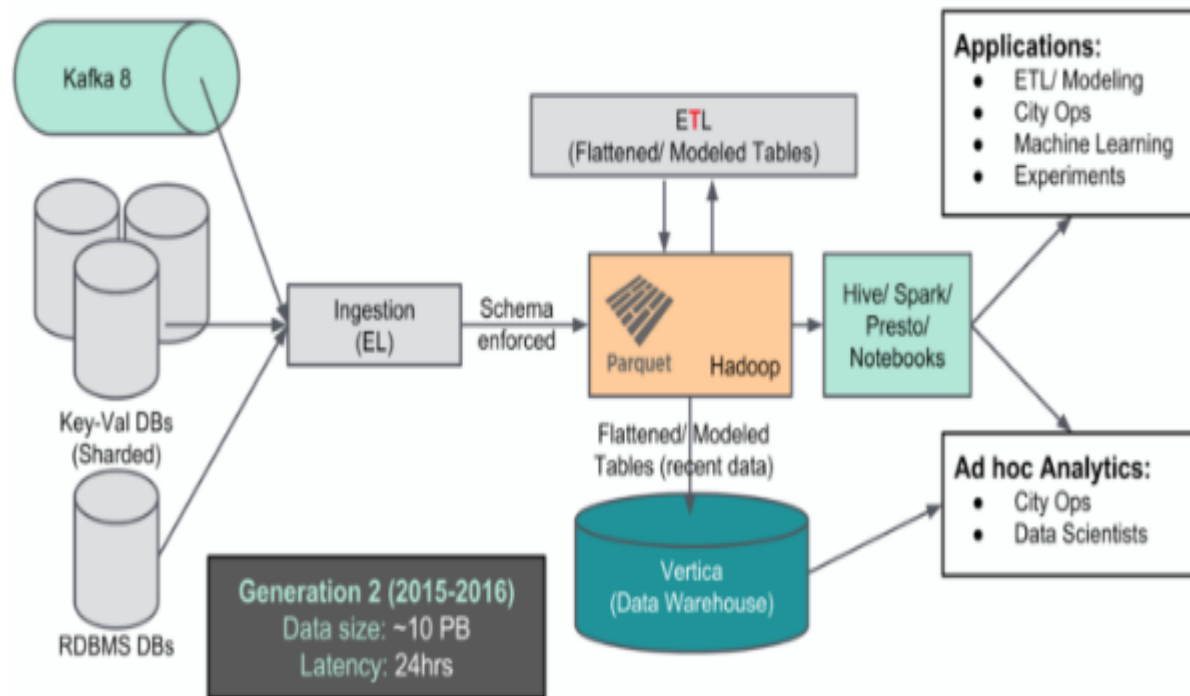 Kafka 8
Key-Val DBs
(Sharded)
RDBMS DBs
Ingestion
(EL)
Schema
enforced
ETL
(Flattened/ Modeled Tables)
Parquet
Hadoop
Hive/ Spark/
Presto/
Notebooks
Flattened/ Modeled
Tables (recent data)
Vertica
(Data Warehouse)
Applications:
● ETL/ Modeling
● City Ops
● Machine Learning
● Experiments
Ad hoc Analytics:
● City Ops
● Data Scientists
Generation 2 (2015-2016)
Data size: ~10 PB
Latency: 24hrs